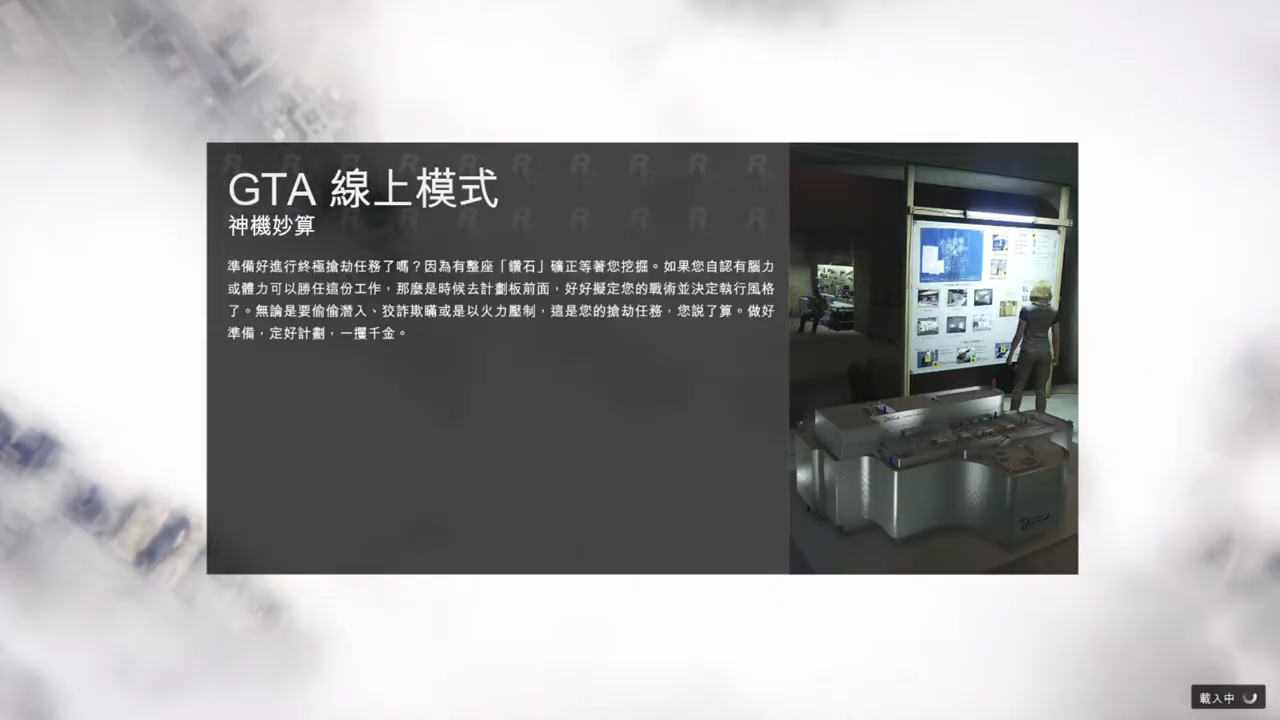 GTA 線上模式
神機妙算
準備好進行終極搶劫任務了嗎？因為有整座「鑽石」礦正等著您挖掘。如果您自認有腦力
或體力可以勝任這份工作，那麼是時候去計劃板前面，好好擬定您的戰術並決定執行風格
了。無論是要偷偷潛入、狡詐欺瞞或是以火力壓制，這是您的搶劫任務，您說了算。做好
準備，定好計劃，一攫千金。
載入中